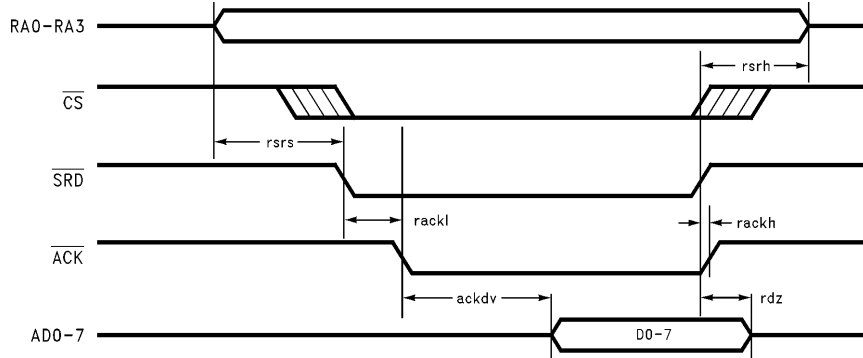 RA0-RA3
rsrh
CS
rsrs
SRD
rackl
rackh
ACK
ackdv
rdz
AD0-7
D0-7